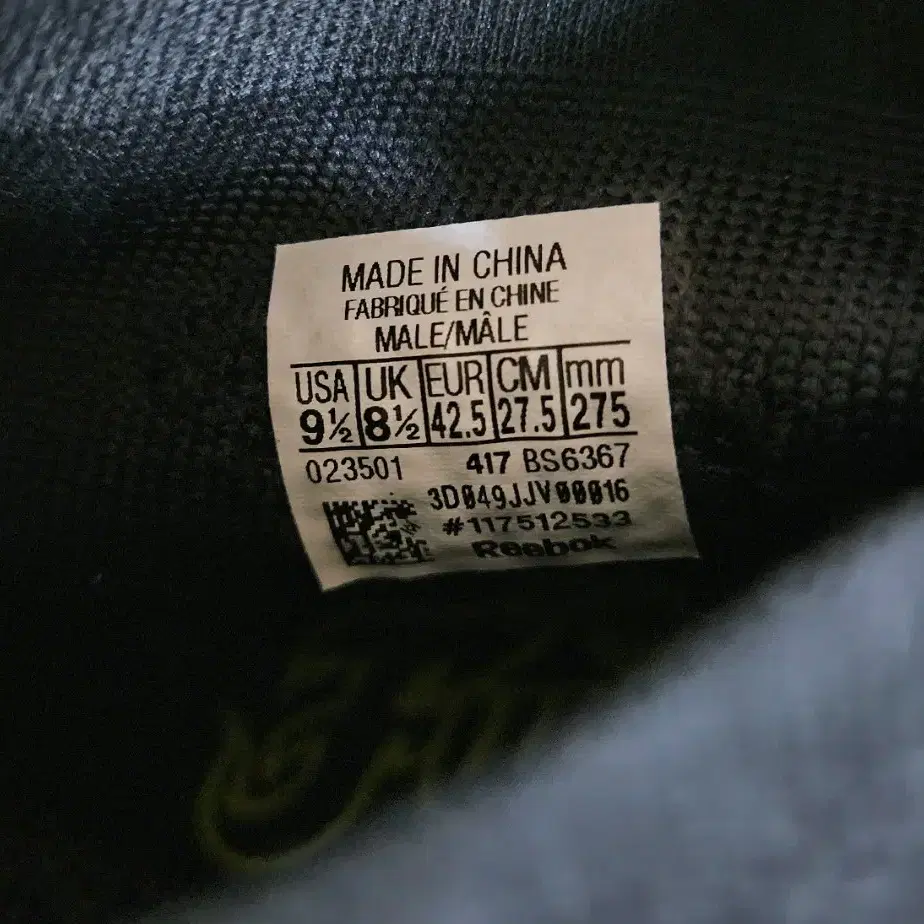 MADE IN CHINA
FABRIQUÉ EN CHINE
MALE/MÂLE
USA UK EUR CM mm
9½ 8½ 42.5 27.5 275
023501 417 BS6367
3D049JJV00016
#117512533
Reebok